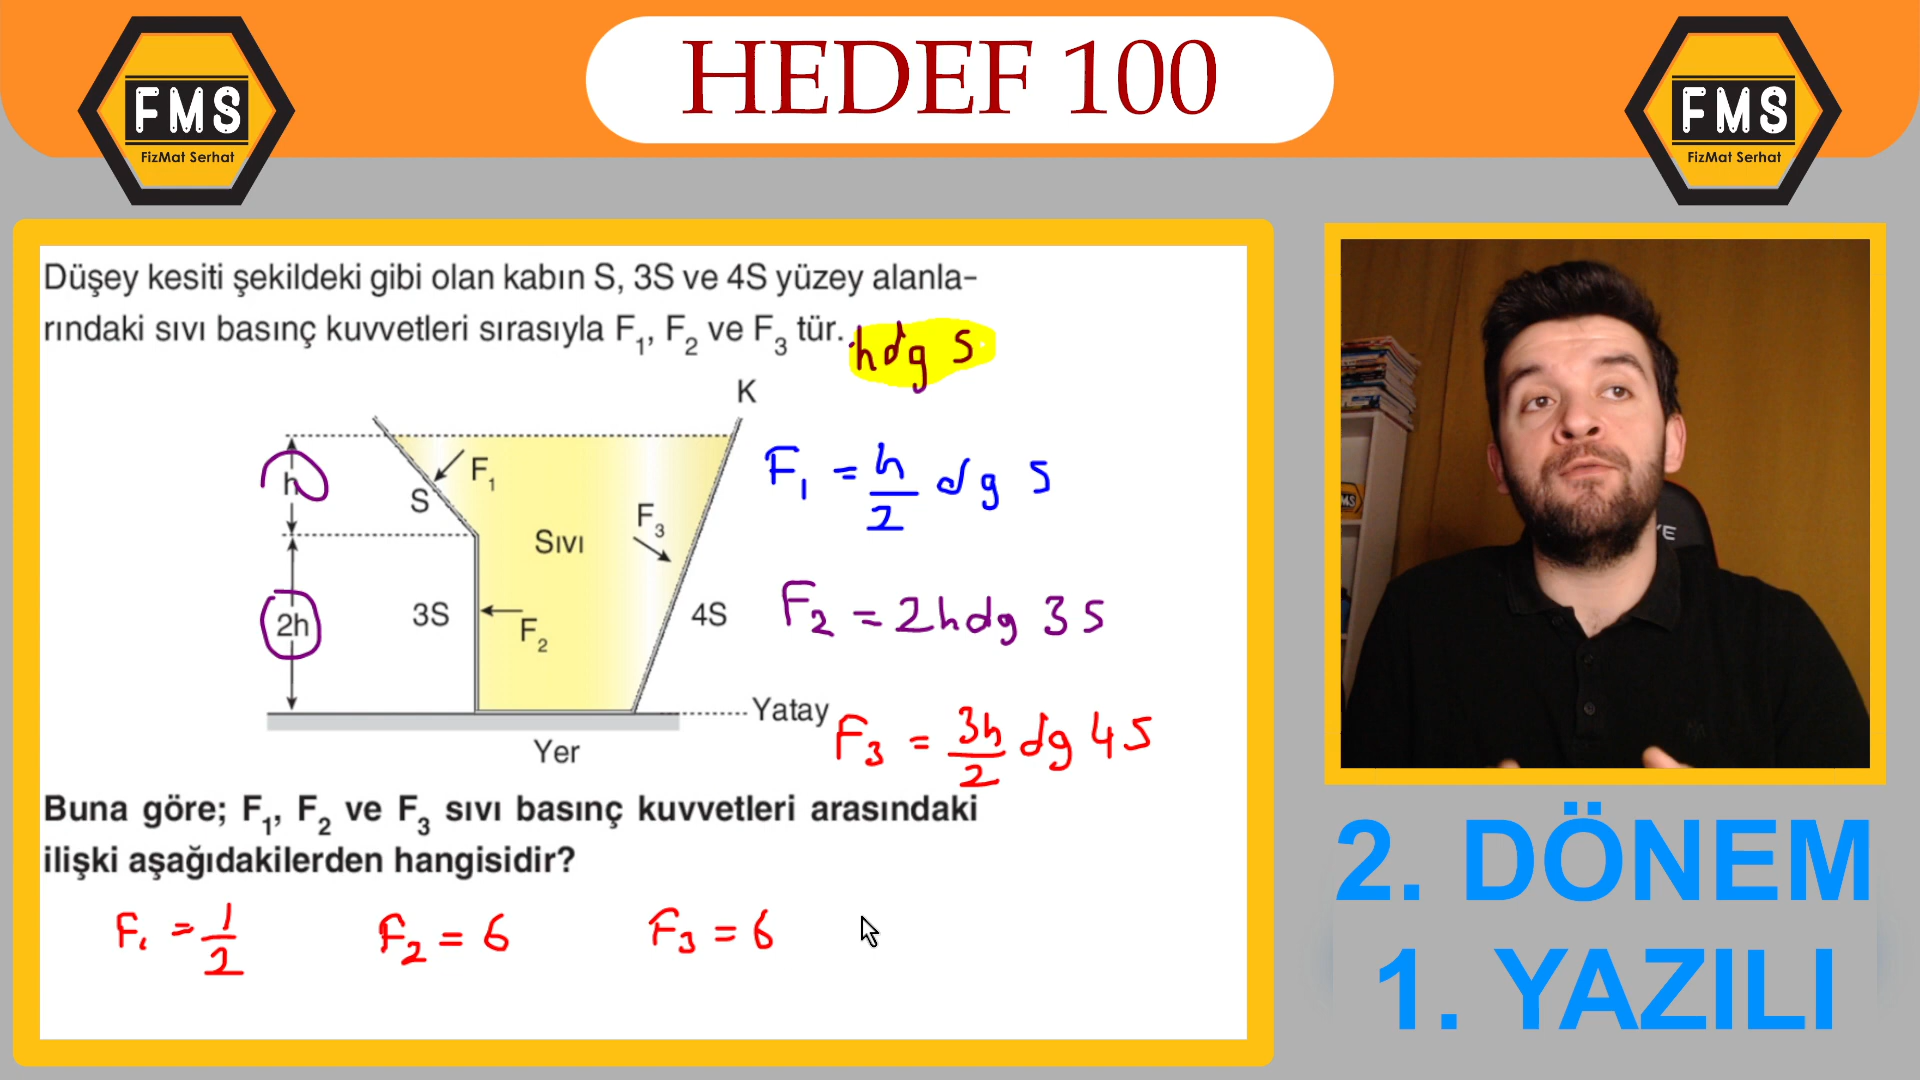 HEDEF 100
FMS
FizMat Serhat
FMS
FizMat Serhat
Düşey kesiti şekildeki gibi olan kabın S, 3S ve 4S yüzey alanla-
rındaki sıvı basınç kuvvetleri sırasıyla F1, F2 ve F3 tür.
hdg S
K
h
S
F1
F3
Sıvı
2h
3S
F2
4S
Yatay
Yer
F1 = h/2 dg S
F2 = 2hdg 3S
F3 = 3h/2 dg 4S
Buna göre; F1, F2 ve F3 sıvı basınç kuvvetleri arasındaki
ilişki aşağıdakilerden hangisidir?
F1 = 1/2 F2 = 6 F3 = 6
2. DÖNEM
1. YAZILI